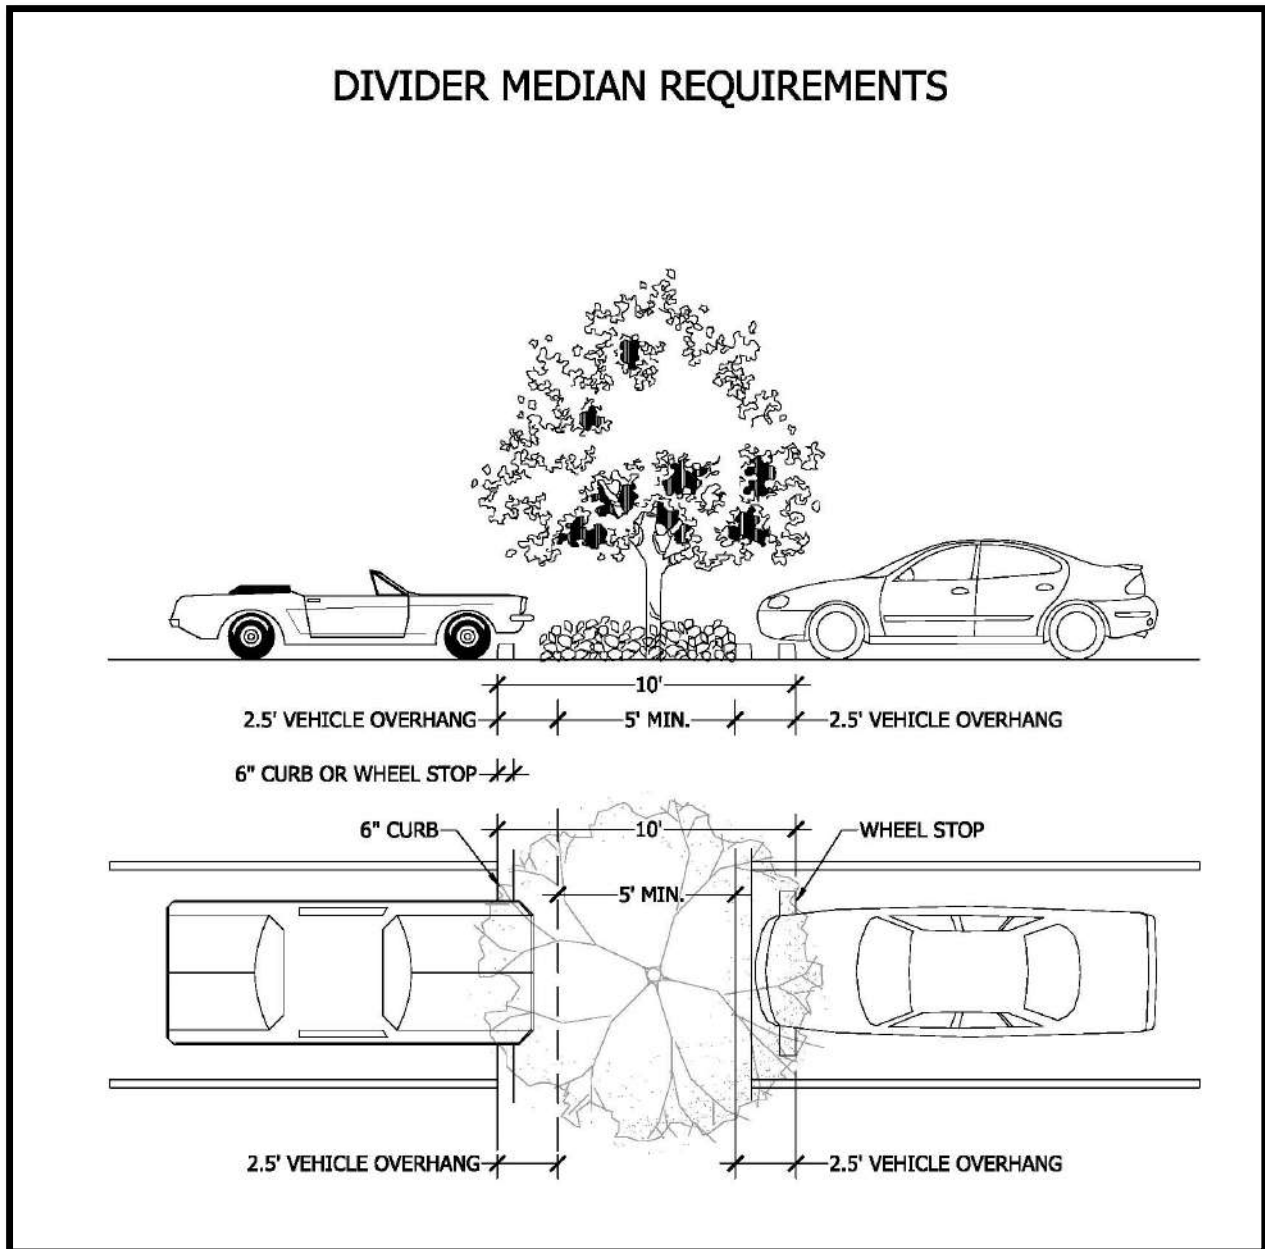 DIVIDER MEDIAN REQUIREMENTS
10'
2.5' VEHICLE OVERHANG
5' MIN.
2.5' VEHICLE OVERHANG
6" CURB OR WHEEL STOP
6" CURB
10'
WHEEL STOP
5' MIN.
2.5' VEHICLE OVERHANG
2.5' VEHICLE OVERHANG